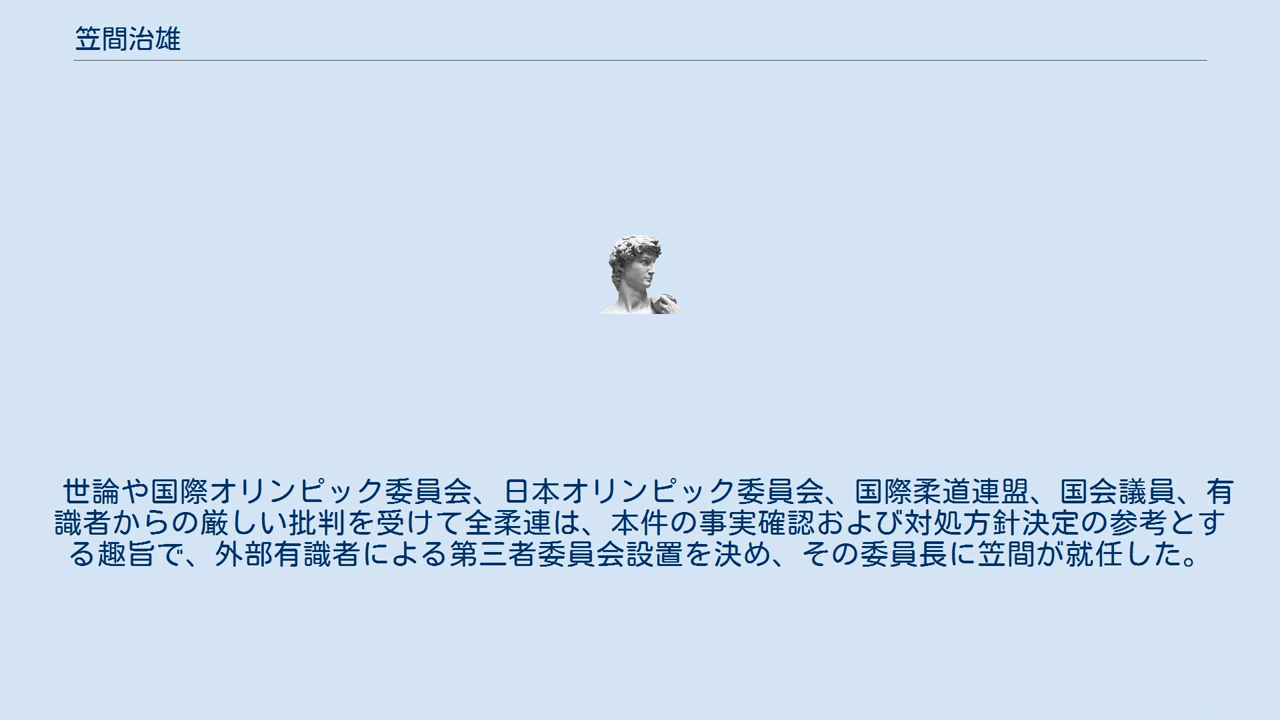 笠間治雄
世論や国際オリンピック委員会、日本オリンピック委員会、国際柔道連盟、国会議員、有
識者からの厳しい批判を受けて全柔連は、本件の事実確認および対処方針決定の参考とす
る趣旨で、外部有識者による第三者委員会設置を決め、その委員長に笠間が就任した。